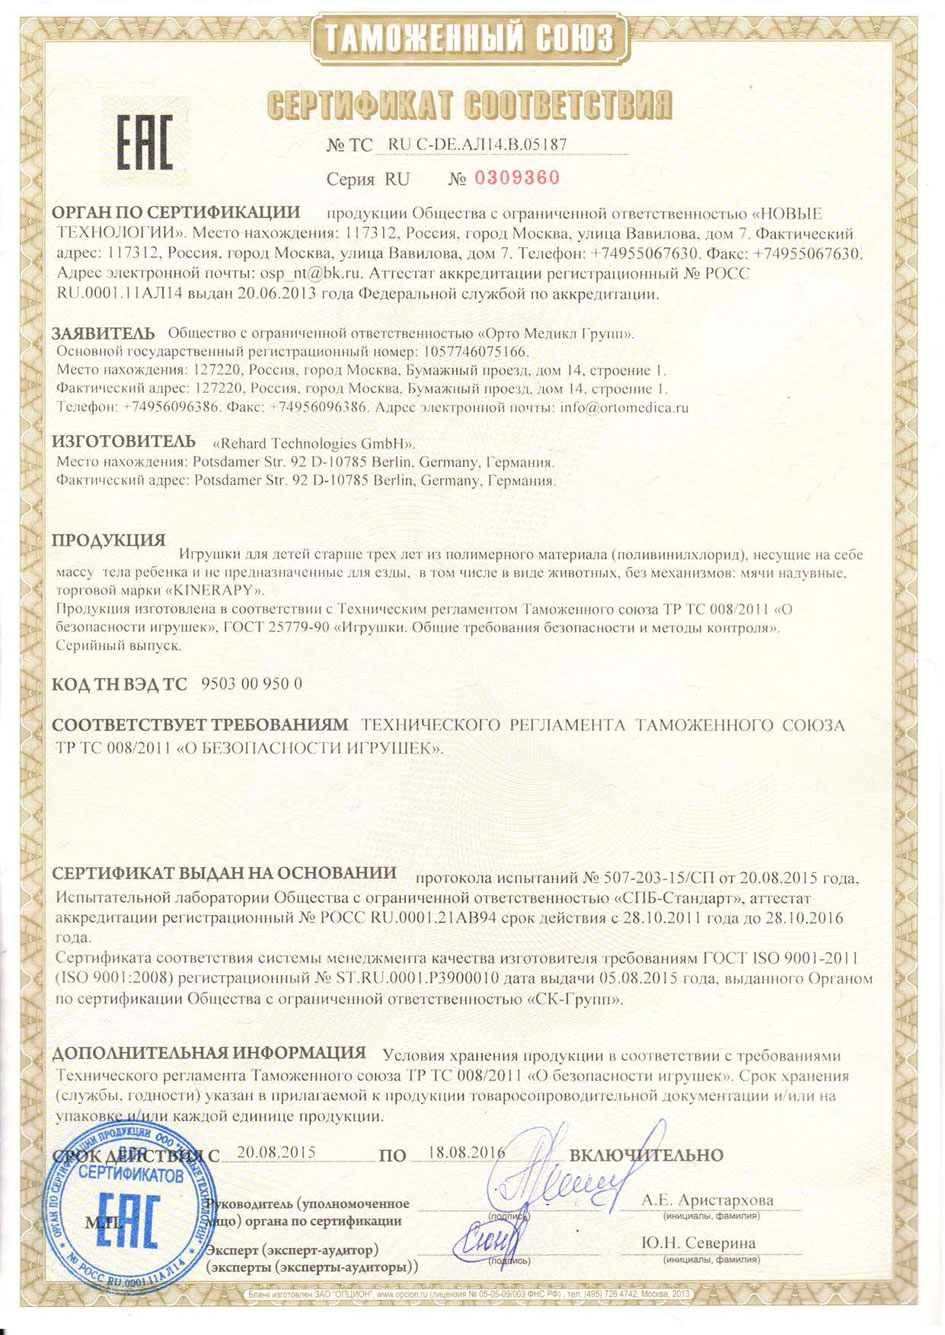 ТАМОЖЕННЫЙ СОЮЗ
СЕРТИФИКАТ СООТВЕТСТВИЯ
ЕАС
№ ТС RU C-DE.АЛ14.В.05187
Серия RU № 0309360
ОРГАН ПО СЕРТИФИКАЦИИ продукции Общества с ограниченной ответственностью «НОВЫЕ
ТЕХНОЛОГИИ». Место нахождения: 117312, Россия, город Москва, улица Вавилова, дом 7. Фактический
адрес: 117312, Россия, город Москва, улица Вавилова, дом 7. Телефон: +74955067630. Факс: +74955067630.
Адрес электронной почты: osp_nt@bk.ru. Аттестат аккредитации регистрационный № РОСС
RU.0001.11АЛ14 выдан 20.06.2013 года Федеральной службой по аккредитации.
ЗАЯВИТЕЛЬ Общество с ограниченной ответственностью «Орто Медикл Групп».
Основной государственный регистрационный номер: 1057746075166.
Место нахождения: 127220, Россия, город Москва, Бумажный проезд, дом 14, строение 1.
Фактический адрес: 127220, Россия, город Москва, Бумажный проезд, дом 14, строение 1.
Телефон: +74956096386. Факс: +74956096386. Адрес электронной почты: info@ortomedica.ru
ИЗГОТОВИТЕЛЬ «Rehard Technologies GmbH».
Место нахождения: Potsdamer Str. 92 D-10785 Berlin, Germany, Германия.
Фактический адрес: Potsdamer Str. 92 D-10785 Berlin, Germany, Германия.
ПРОДУКЦИЯ
Игрушки для детей старше трех лет из полимерного материала (поливинилхлорид), несущие на себе
массу тела ребенка и не предназначенные для езды, в том числе в виде животных, без механизмов: мячи надувные,
торговой марки «KINERAPY».
Продукция изготовлена в соответствии с Техническим регламентом Таможенного союза ТР ТС 008/2011 «О
безопасности игрушек», ГОСТ 25779-90 «Игрушки. Общие требования безопасности и методы контроля».
Серийный выпуск.
КОД ТН ВЭД ТС 9503 00 950 0
СООТВЕТСТВУЕТ ТРЕБОВАНИЯМ ТЕХНИЧЕСКОГО РЕГЛАМЕНТА ТАМОЖЕННОГО СОЮЗА
ТР ТС 008/2011 «О БЕЗОПАСНОСТИ ИГРУШЕК».
СЕРТИФИКАТ ВЫДАН НА ОСНОВАНИИ протокола испытаний № 507-203-15/СП от 20.08.2015 года,
Испытательной лаборатории Общества с ограниченной ответственностью «СПБ-Стандарт», аттестат
аккредитации регистрационный № РОСС RU.0001.21АВ94 срок действия с 28.10.2011 года до 28.10.2016
года.
Сертификата соответствия системы менеджмента качества изготовителя требованиям ГОСТ ISO 9001-2011
(ISO 9001:2008) регистрационный № ST.RU.0001.P3900010 дата выдачи 05.08.2015 года, выданного Органом
по сертификации Общества с ограниченной ответственностью «СК-Групп».
ДОПОЛНИТЕЛЬНАЯ ИНФОРМАЦИЯ Условия хранения продукции в соответствии с требованиями
Технического регламента Таможенного союза ТР ТС 008/2011 «О безопасности игрушек». Срок хранения
(службы, годности) указан в прилагаемой к продукции товаросопроводительной документации и/или на
упаковке и/или каждой единице продукции.
СРОК ДЕЙСТВИЯ С 20.08.2015 ПО 18.08.2016 ВКЛЮЧИТЕЛЬНО
ОРГАН ПО СЕРТИФИКАЦИИ ПРОДУКЦИИ ООО "НОВЫЕ ТЕХНОЛОГИИ"
ДЛЯ
СЕРТИФИКАТОВ
ЕАС
№ РОСС RU.0001.11АЛ14
М.П.
Руководитель (уполномоченное
лицо) органа по сертификации
(подпись)
А.Е. Аристархова
(инициалы, фамилия)
Эксперт (эксперт-аудитор)
(эксперты (эксперты-аудиторы))
(подпись)
Ю.Н. Северина
(инициалы, фамилия)
Бланк изготовлен ЗАО "ОПЦИОН", www.opcion.ru (лицензия № 05-05-09/003 ФНС РФ), тел. (495) 726 4742, Москва, 2013